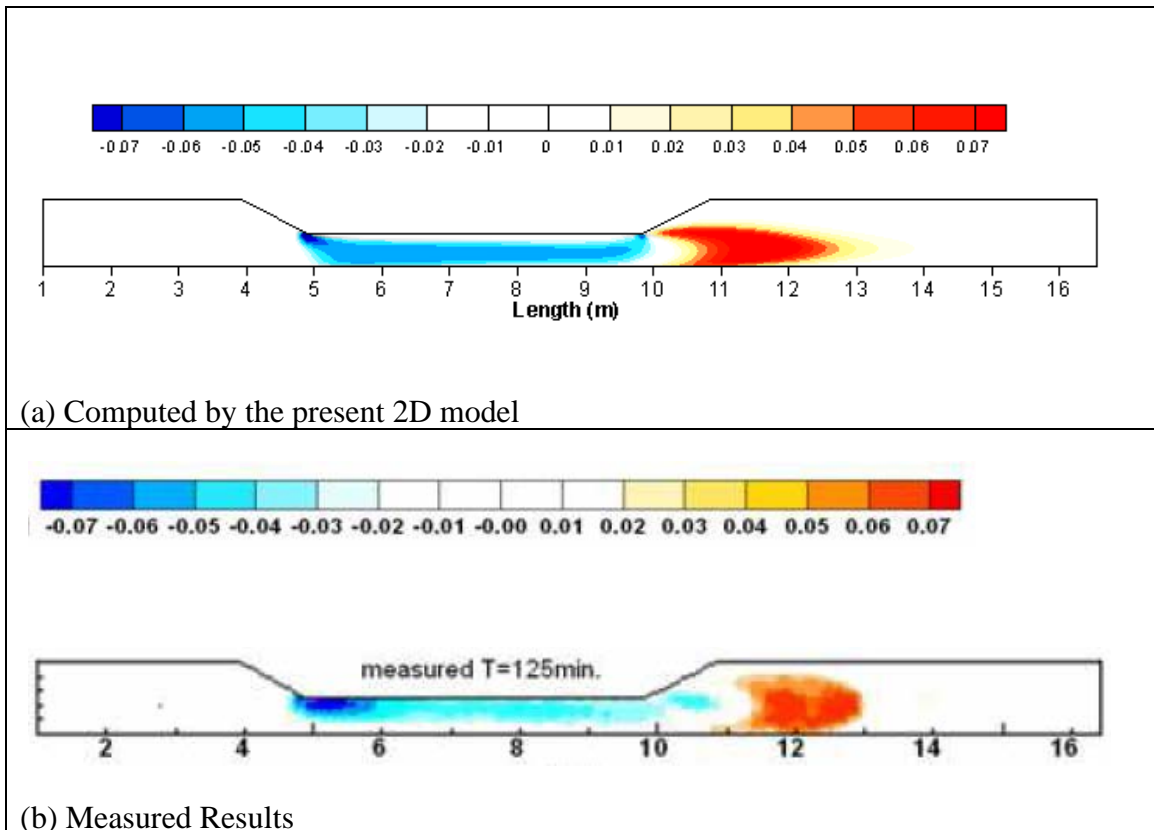 -0.07 -0.06 -0.05 -0.04 -0.03 -0.02 -0.01 0 0.01 0.02 0.03 0.04 0.05 0.06 0.07
1 2 3 4 5 6 7 8 9 10 11 12 13 14 15 16
Length (m)
(a) Computed by the present 2D model
-0.07 -0.06 -0.05 -0.04 -0.03 -0.02 -0.01 -0.00 0.01 0.02 0.03 0.04 0.05 0.06 0.07
measured T=125min.
2 4 6 8 10 12 14 16
(b) Measured Results